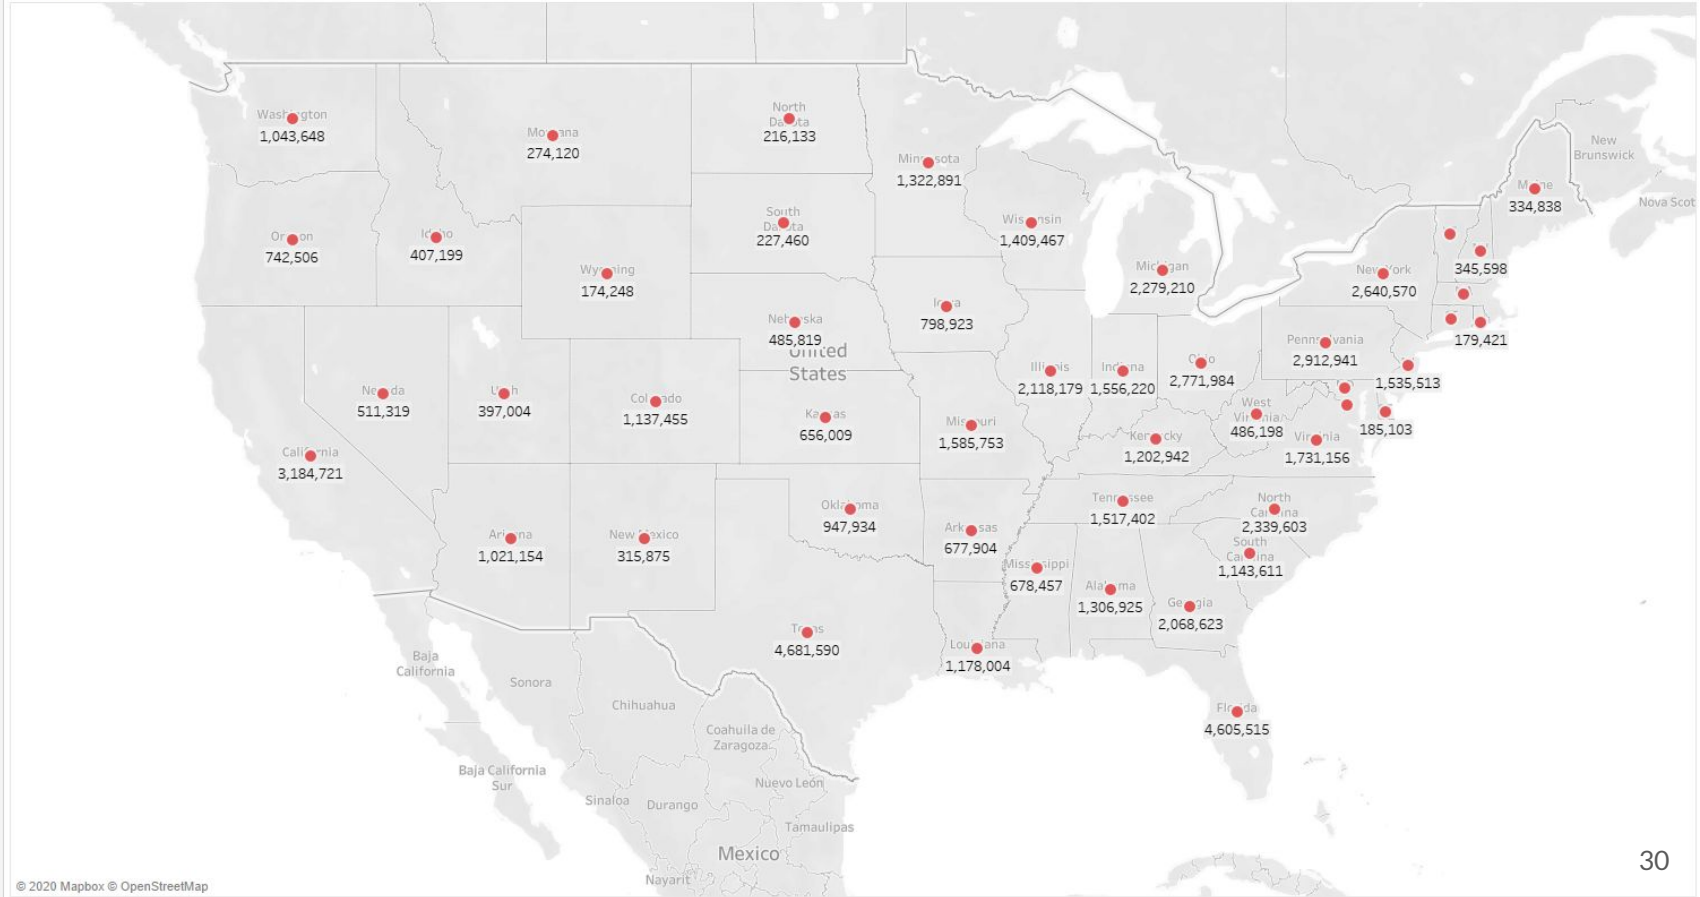 Washington
1,043,648
Montana
274,120
North
Dakota
216,133
Minnesota
1,322,891
New
Brunswick
Maine
334,838
Nova Scot
South
Dakota
227,460
Wisconsin
1,409,467
Oregon
742,506
Idaho
407,199
Wyoming
174,248
Michigan
2,279,210
New York
2,640,570
345,598
Iowa
798,923
Nebraska
485,819
United
States
Pennsylvania
2,912,941
179,421
Illinois
2,118,179
Indiana
1,556,220
Ohio
2,771,984
1,535,513
Nevada
511,319
Utah
397,004
Colorado
1,137,455
Kansas
656,009
Missouri
1,585,753
Kentucky
1,202,942
West
Virginia
486,198
Virginia
1,731,156
185,103
California
3,184,721
Arizona
1,021,154
New Mexico
315,875
Oklahoma
947,934
Arkansas
677,904
Tennessee
1,517,402
North
Carolina
2,339,603
South
Carolina
1,143,611
Mississippi
678,457
Alabama
1,306,925
Georgia
2,068,623
Texas
4,681,590
Louisiana
1,178,004
Florida
4,605,515
Baja
California
Sonora
Chihuahua
Coahuila de
Zaragoza
Baja California
Sur
Nuevo León
Sinaloa
Durango
Tamaulipas
Mexico
Nayarit
30
© 2020 Mapbox © OpenStreetMap